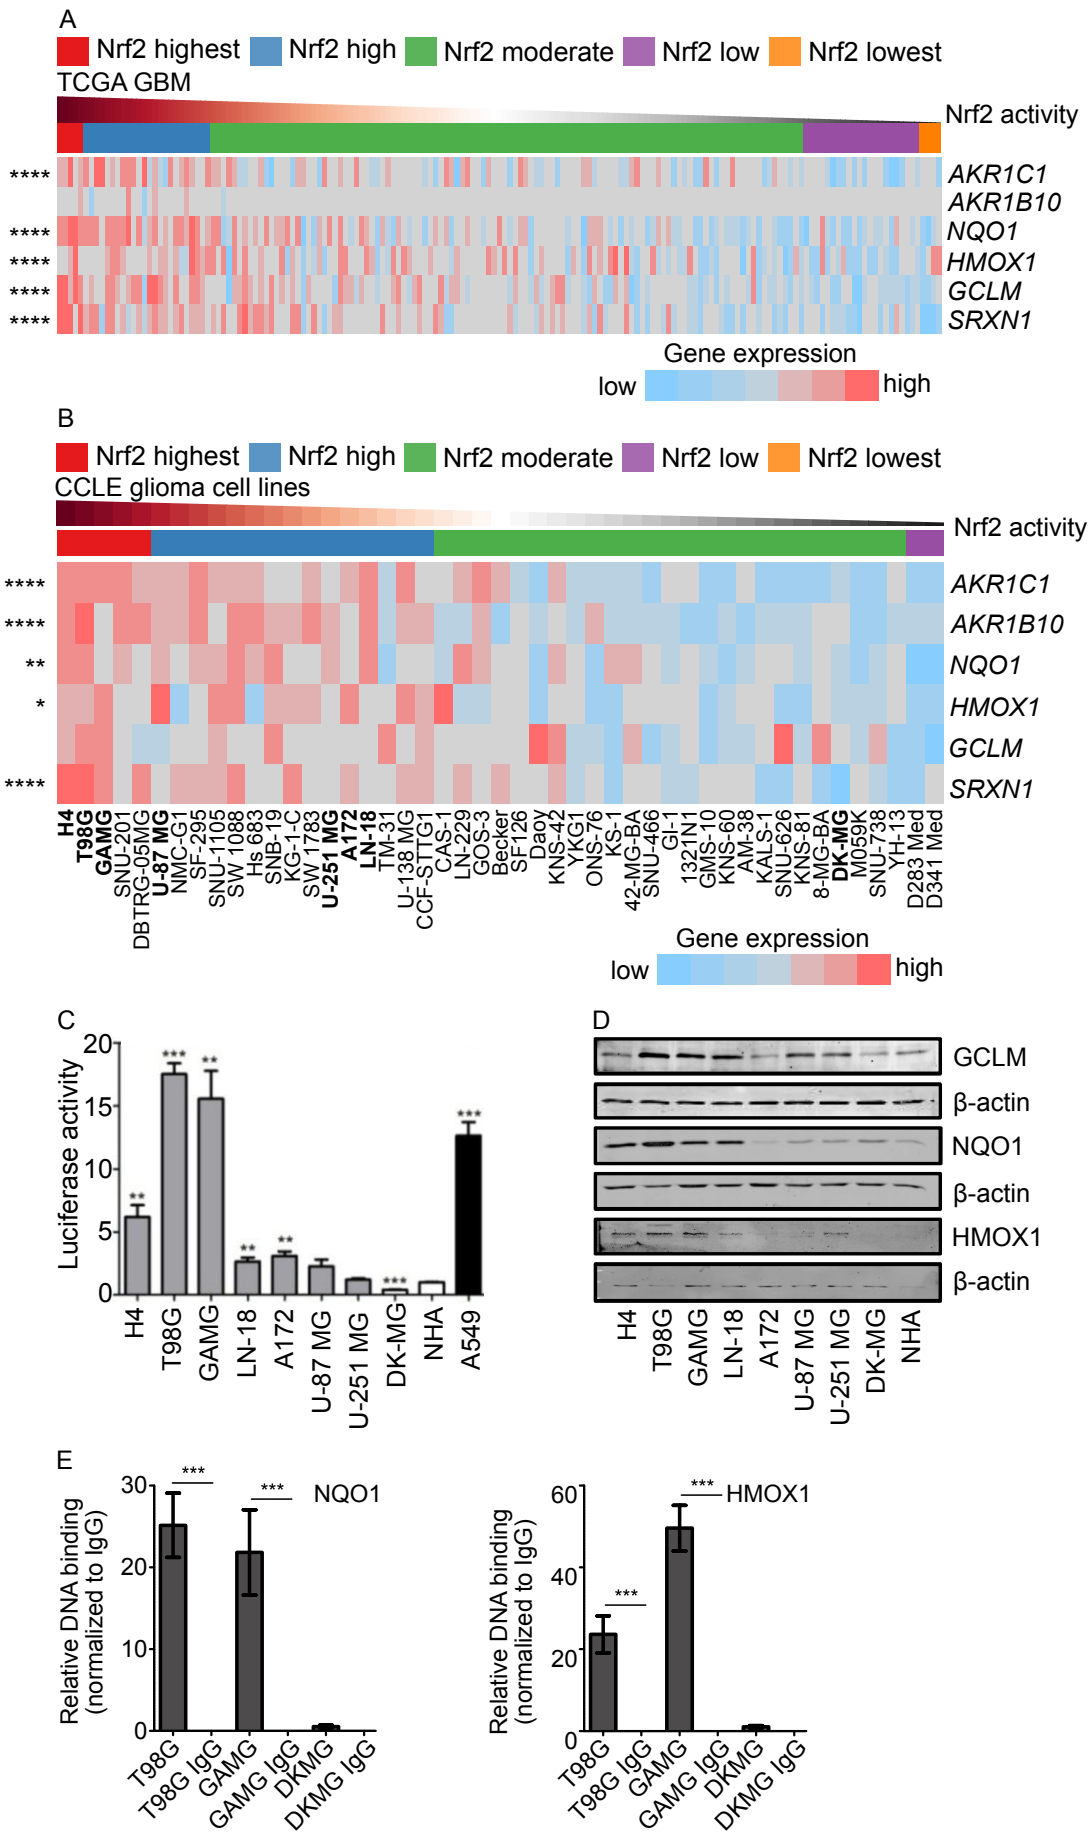 A
Nrf2 highest Nrf2 high Nrf2 moderate Nrf2 low Nrf2 lowest
TCGA GBM
Nrf2 activity
**** AKR1C1
AKR1B10
**** NQO1
**** HMOX1
**** GCLM
**** SRXN1
Gene expression
low high
B
Nrf2 highest Nrf2 high Nrf2 moderate Nrf2 low Nrf2 lowest
CCLE glioma cell lines
Nrf2 activity
**** AKR1C1
**** AKR1B10
** NQO1
* HMOX1
GCLM
**** SRXN1
H4 T98G GAMG SNU-201 DBTRG-05MG U-87 MG NMC-G1 SF-295 SNU-1105 SW 1088 Hs 683 SNB-19 KG-1-C SW 1783 U-251 MG A172 LN-18 TM-31 U-138 MG CCF-STTG1 CAS-1 LN-229 GOS-3 Becker SF126 Daoy KNS-42 YKG1 ONS-76 KS-1 42-MG-BA SNU-466 GI-1 1321N1 GMS-10 KNS-60 AM-38 KALS-1 SNU-626 KNS-81 8-MG-BA DK-MG M059K SNU-738 YH-13 D283 Med D341 Med
Gene expression
low high
C
Luciferase activity
20
15
10
5
0
** *** ** ** ** *** ***
H4 T98G GAMG LN-18 A172 U-87 MG U-251 MG DK-MG NHA A549
D
GCLM
β-actin
NQO1
β-actin
HMOX1
β-actin
H4 T98G GAMG LN-18 A172 U-87 MG U-251 MG DK-MG NHA
E
Relative DNA binding
(normalized to IgG)
30
20
10
0
*** ***
NQO1
T98G T98G IgG GAMG GAMG IgG DKMG DKMG IgG
Relative DNA binding
(normalized to IgG)
60
40
20
0
*** ***
HMOX1
T98G T98G IgG GAMG GAMG IgG DKMG DKMG IgG